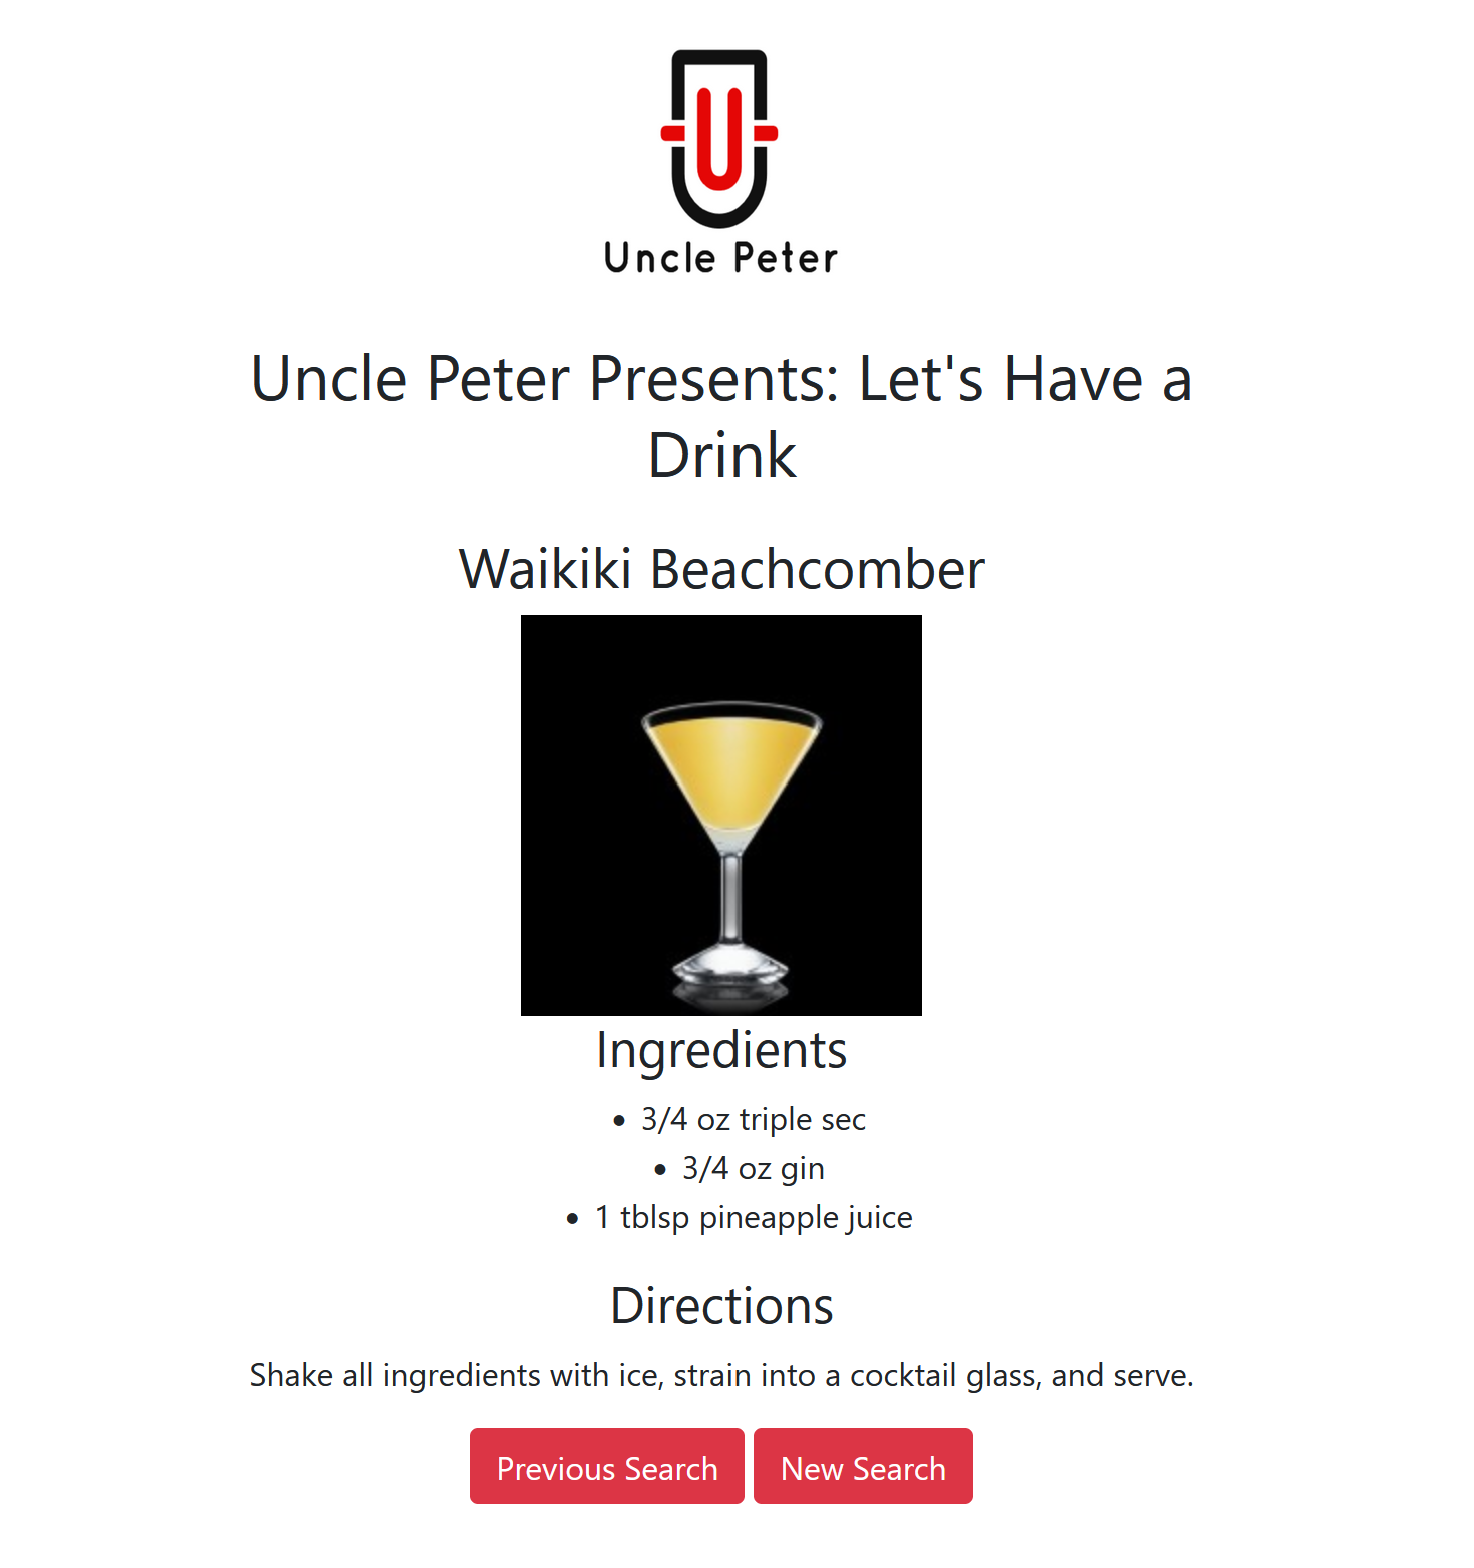 Uncle Peter
Uncle Peter Presents: Let's Have a
Drink
Waikiki Beachcomber
Ingredients
• 3/4 oz triple sec
• 3/4 oz gin
• 1 tblsp pineapple juice
Directions
Shake all ingredients with ice, strain into a cocktail glass, and serve.
Previous Search New Search